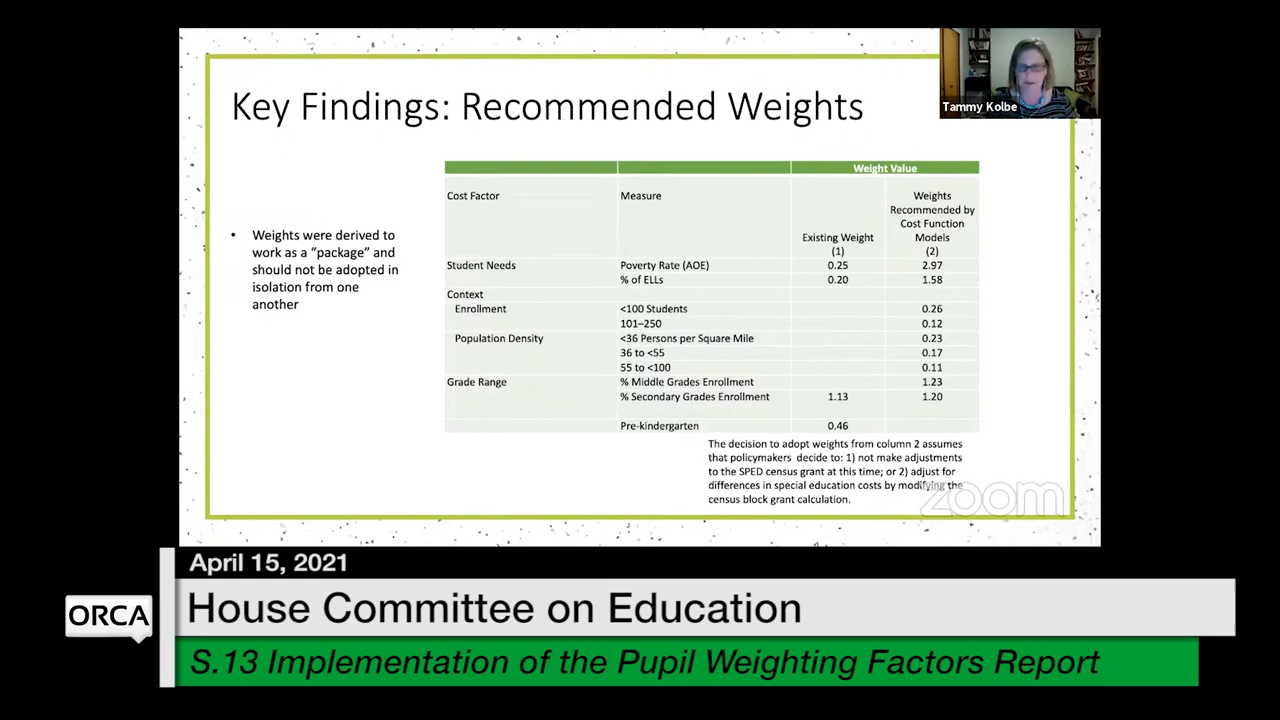 Tammy Kolbe
Key Findings: Recommended Weights
• Weights were derived to
work as a “package” and
should not be adopted in
isolation from one
another
Weight Value
Cost Factor Measure Existing Weight (1) Weights Recommended by Cost Function Models (2)
Student Needs Poverty Rate (AOE) 0.25 2.97
% of ELLs 0.20 1.58
Context
Enrollment <100 Students 0.26
101–250 0.12
Population Density <36 Persons per Square Mile 0.23
36 to <55 0.17
55 to <100 0.11
Grade Range % Middle Grades Enrollment 1.23
% Secondary Grades Enrollment 1.13 1.20
Pre-kindergarten 0.46
The decision to adopt weights from column 2 assumes
that policymakers decide to: 1) not make adjustments
to the SPED census grant at this time; or 2) adjust for
differences in special education costs by modifying the
census block grant calculation.
zoom
April 15, 2021
ORCA
House Committee on Education
S.13 Implementation of the Pupil Weighting Factors Report